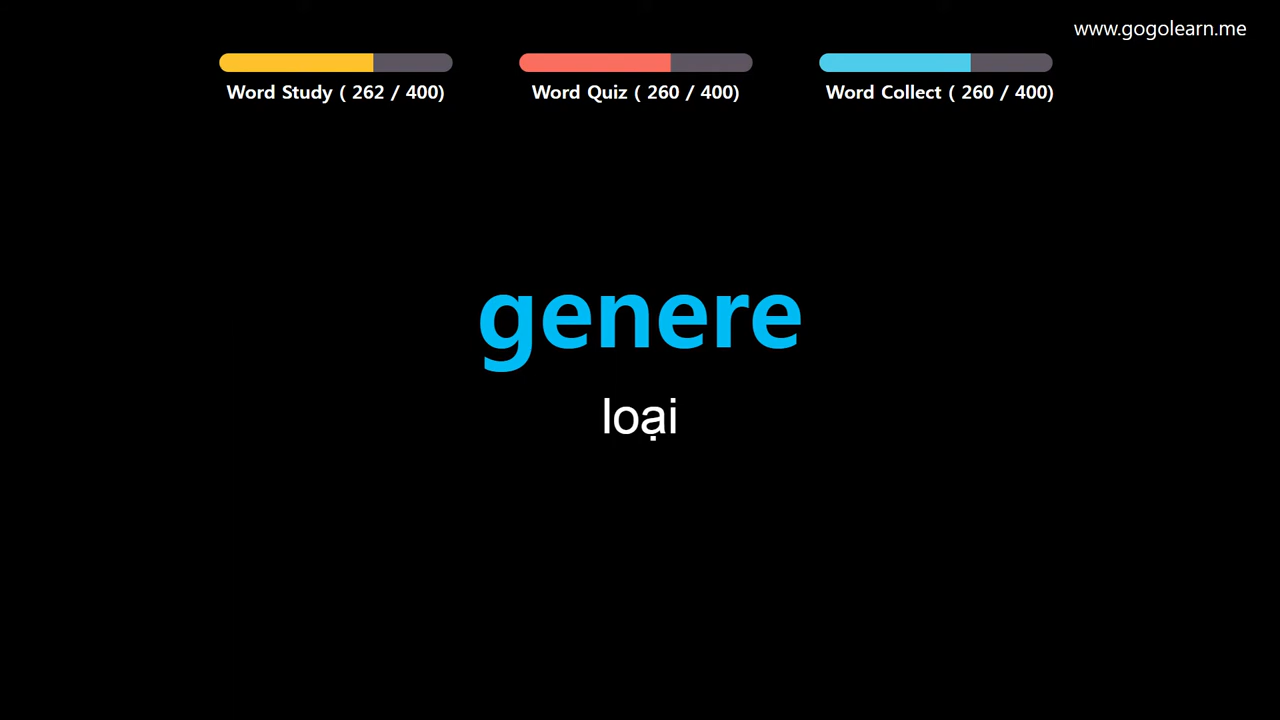 www.gogolearn.me
Word Study ( 262 / 400)
Word Quiz ( 260 / 400)
Word Collect ( 260 / 400)
genere
loại